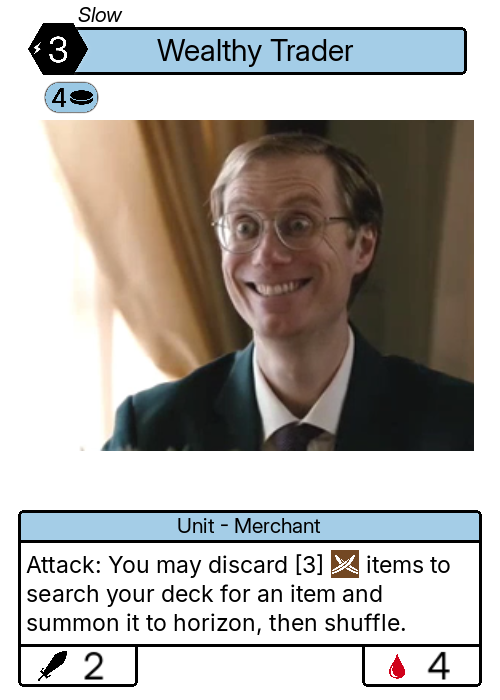 Slow
3
Wealthy Trader
4
Unit - Merchant
Attack: You may discard [3] items to
search your deck for an item and
summon it to horizon, then shuffle.
2
4